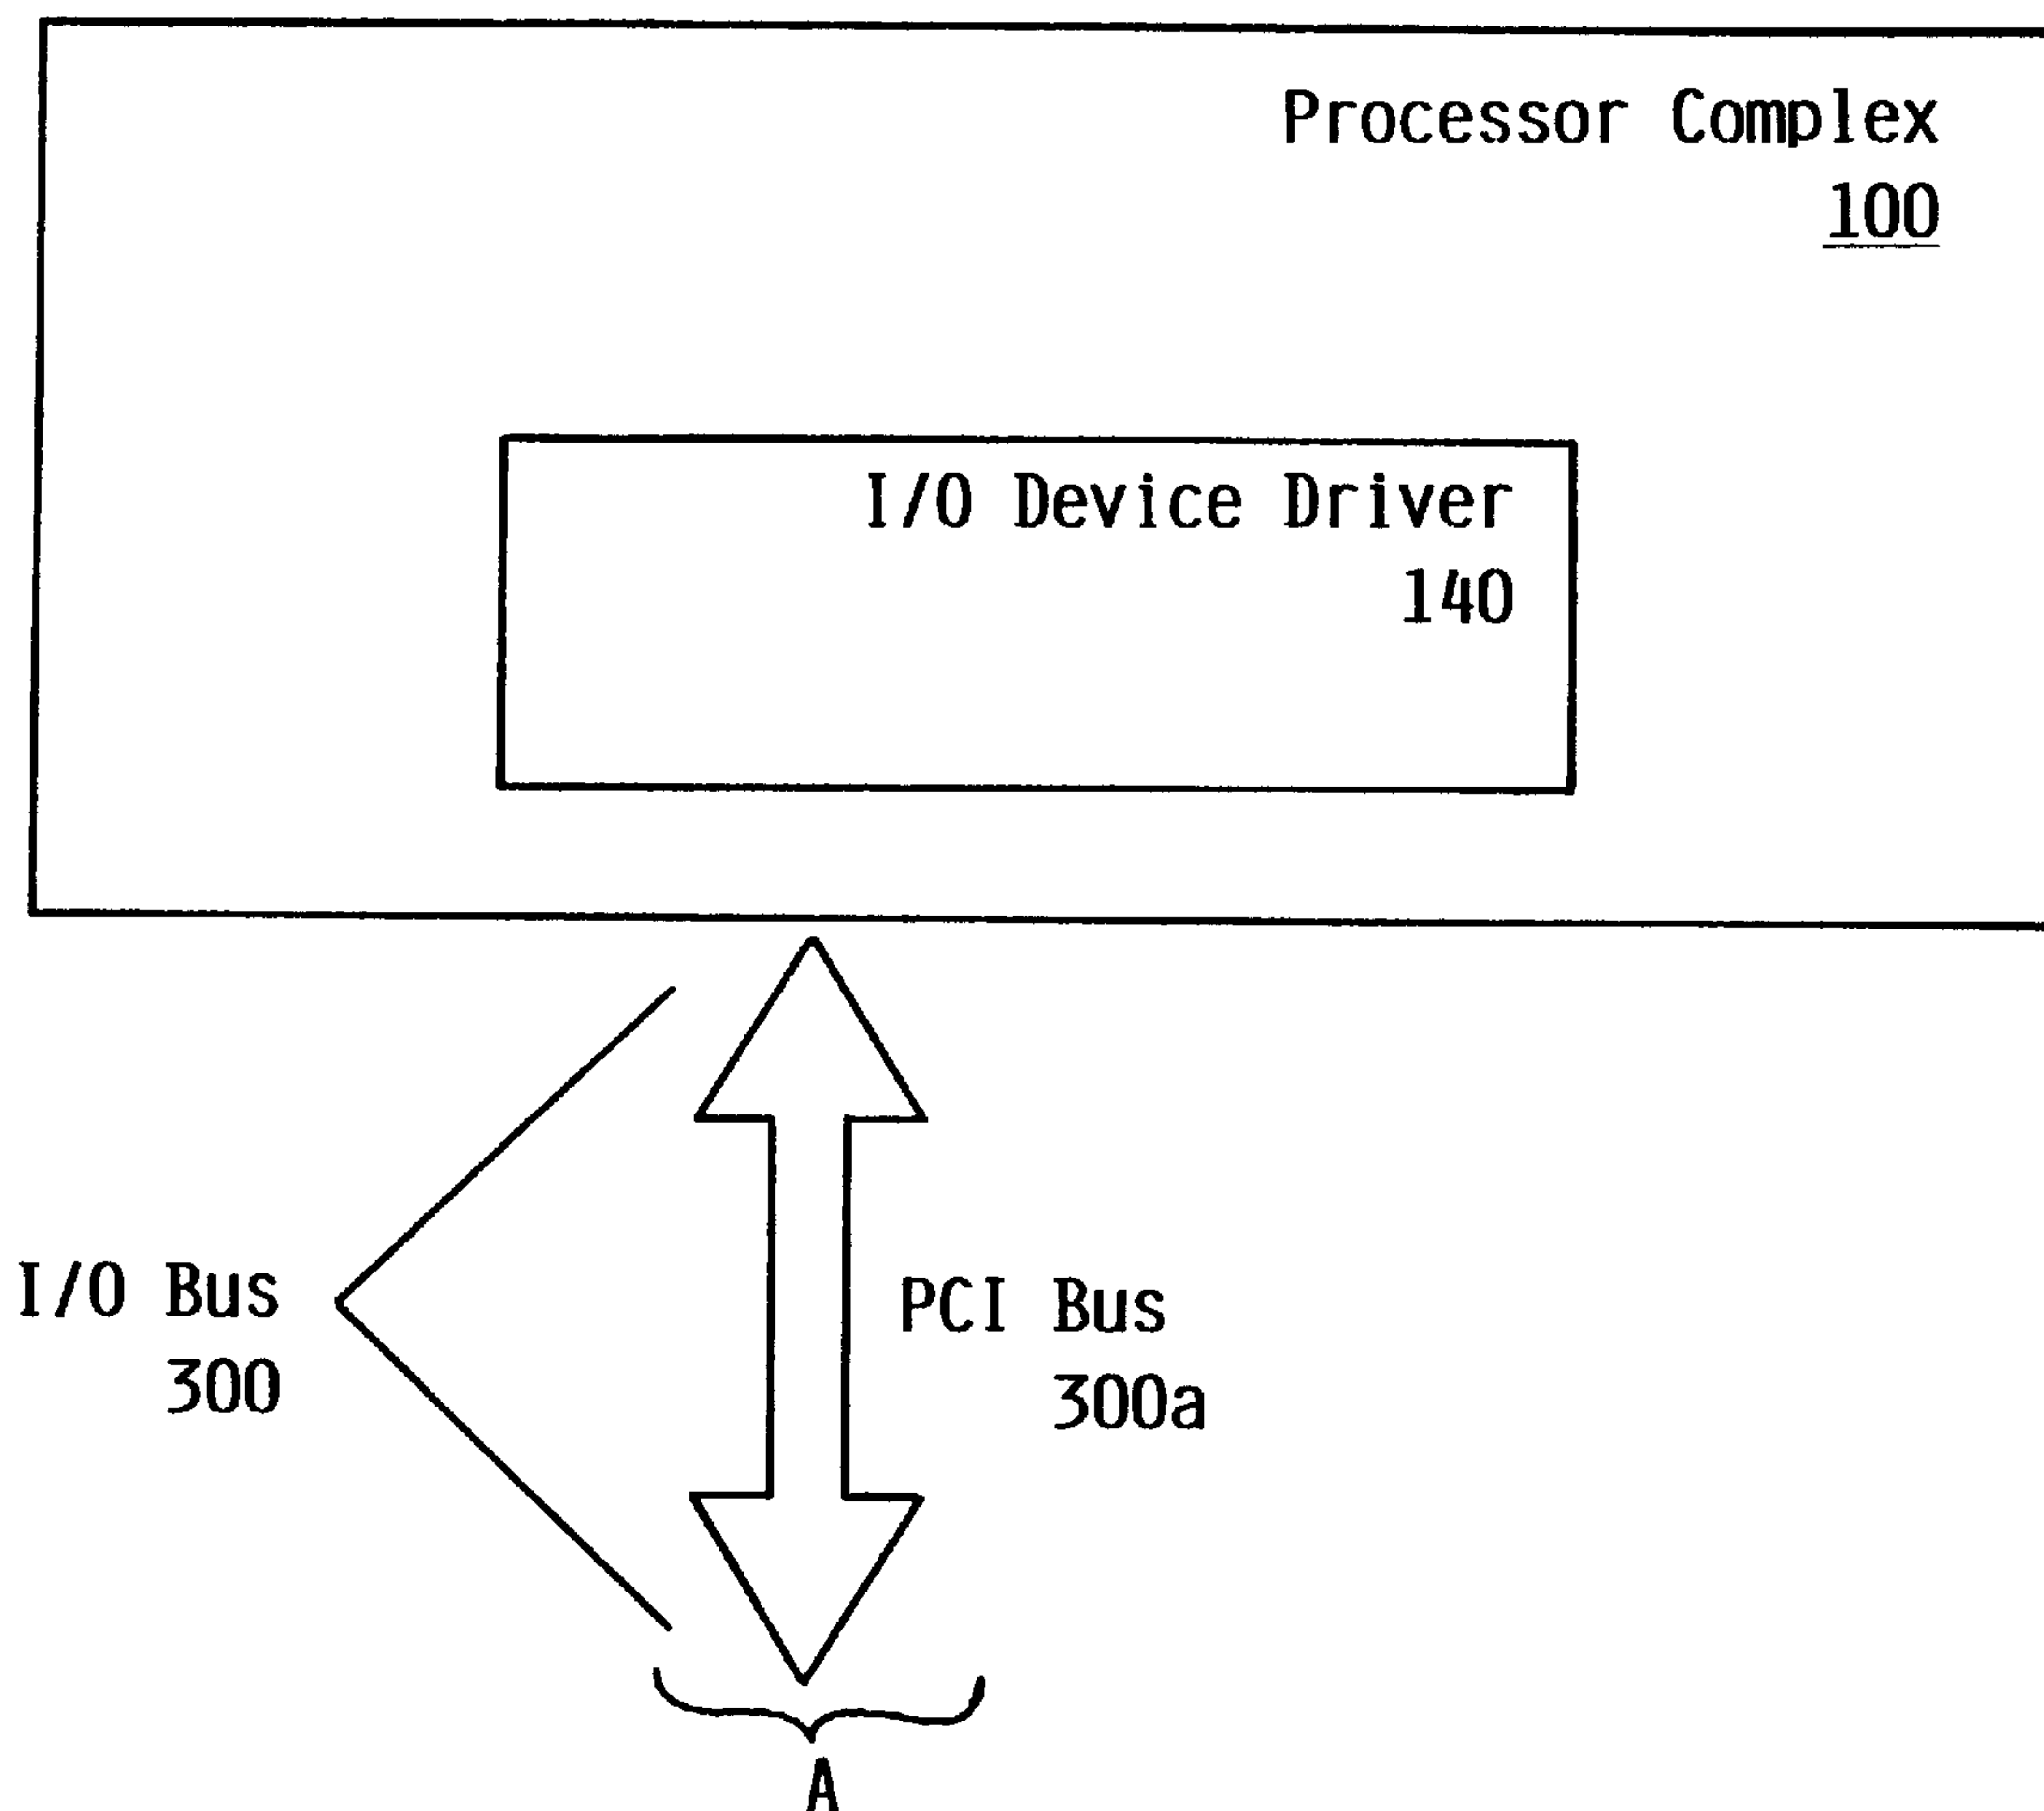 Processor Complex
100
I/O Device Driver
140
I/O Bus
300
PCI Bus
300a
A